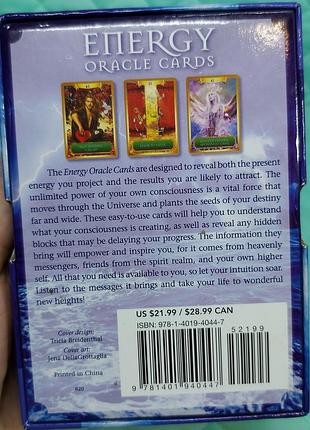 ENERGY
ORACLE CARDS
The Energy Oracle Cards are designed to reveal both the present
energy you project and the results you are likely to attract. The
unlimited power of your own consciousness is a vital force that
moves through the Universe and plants the seeds of your destiny
far and wide. These easy-to-use cards will help you to understand
what your consciousness is creating, as well as reveal any hidden
blocks that may be delaying your progress. The information they
bring will empower and inspire you, for it comes from heavenly
messengers, friends from the spirit realm, and your own higher
self. All that you need is available to you, so let your intuition soar.
Listen to the messages it brings and take your life to wonderful
new heights!
US $21.99 / $28.99 CAN
ISBN: 978-1-4019-4044-7
52199
9 781401 940447
Cover design:
Tricia Breidenthal
Cover art:
Jena DellaGrottaglia
Printed in China
820